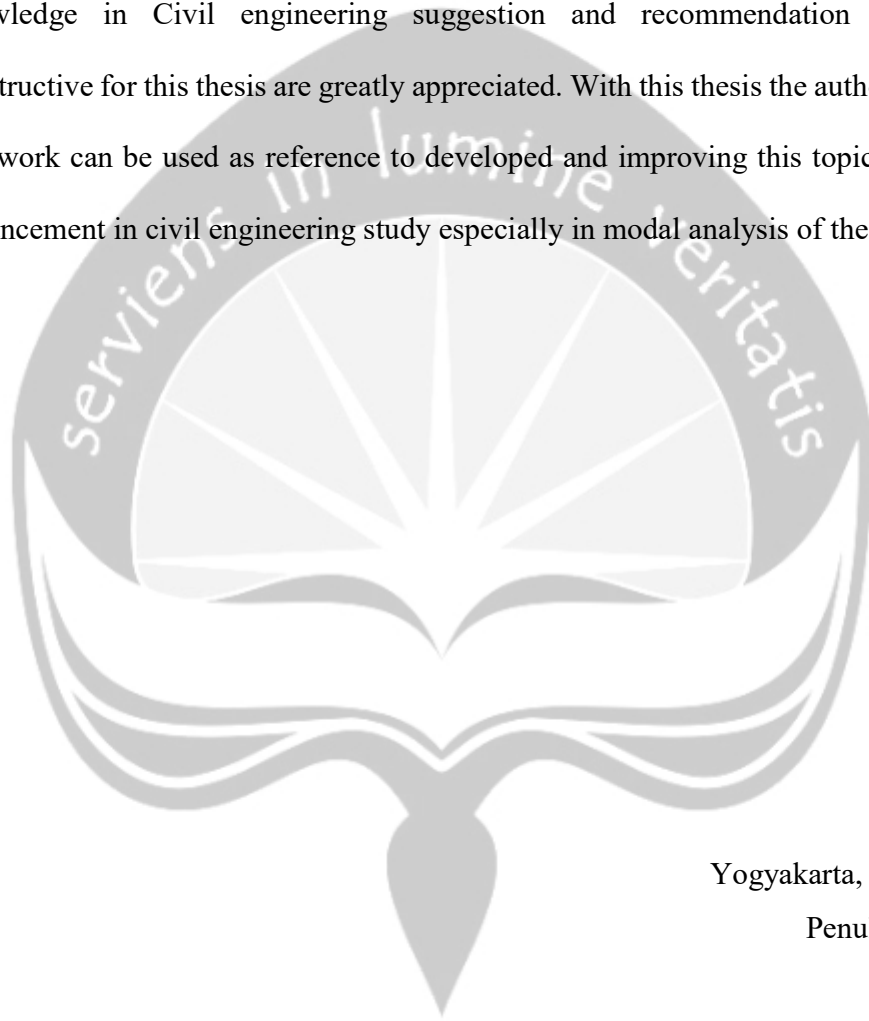 wledge in Civil engineering suggestion and recommendation
tructive for this thesis are greatly appreciated. With this thesis the auth
work can be used as reference to developed and improving this topic
ncement in civil engineering study especially in modal analysis of the
serviens in lumine veritatis
Yogyakarta,
Penu